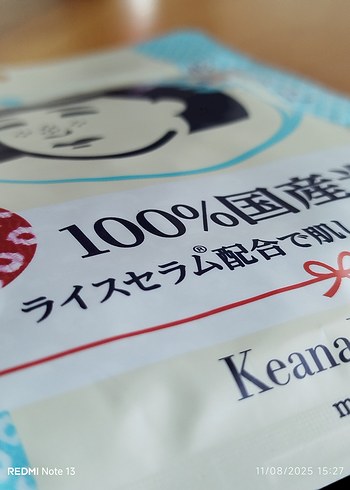 100%国産
ライスセラム®配合で肌
Keana
m
REDMI Note 13
11/08/2025 15:27